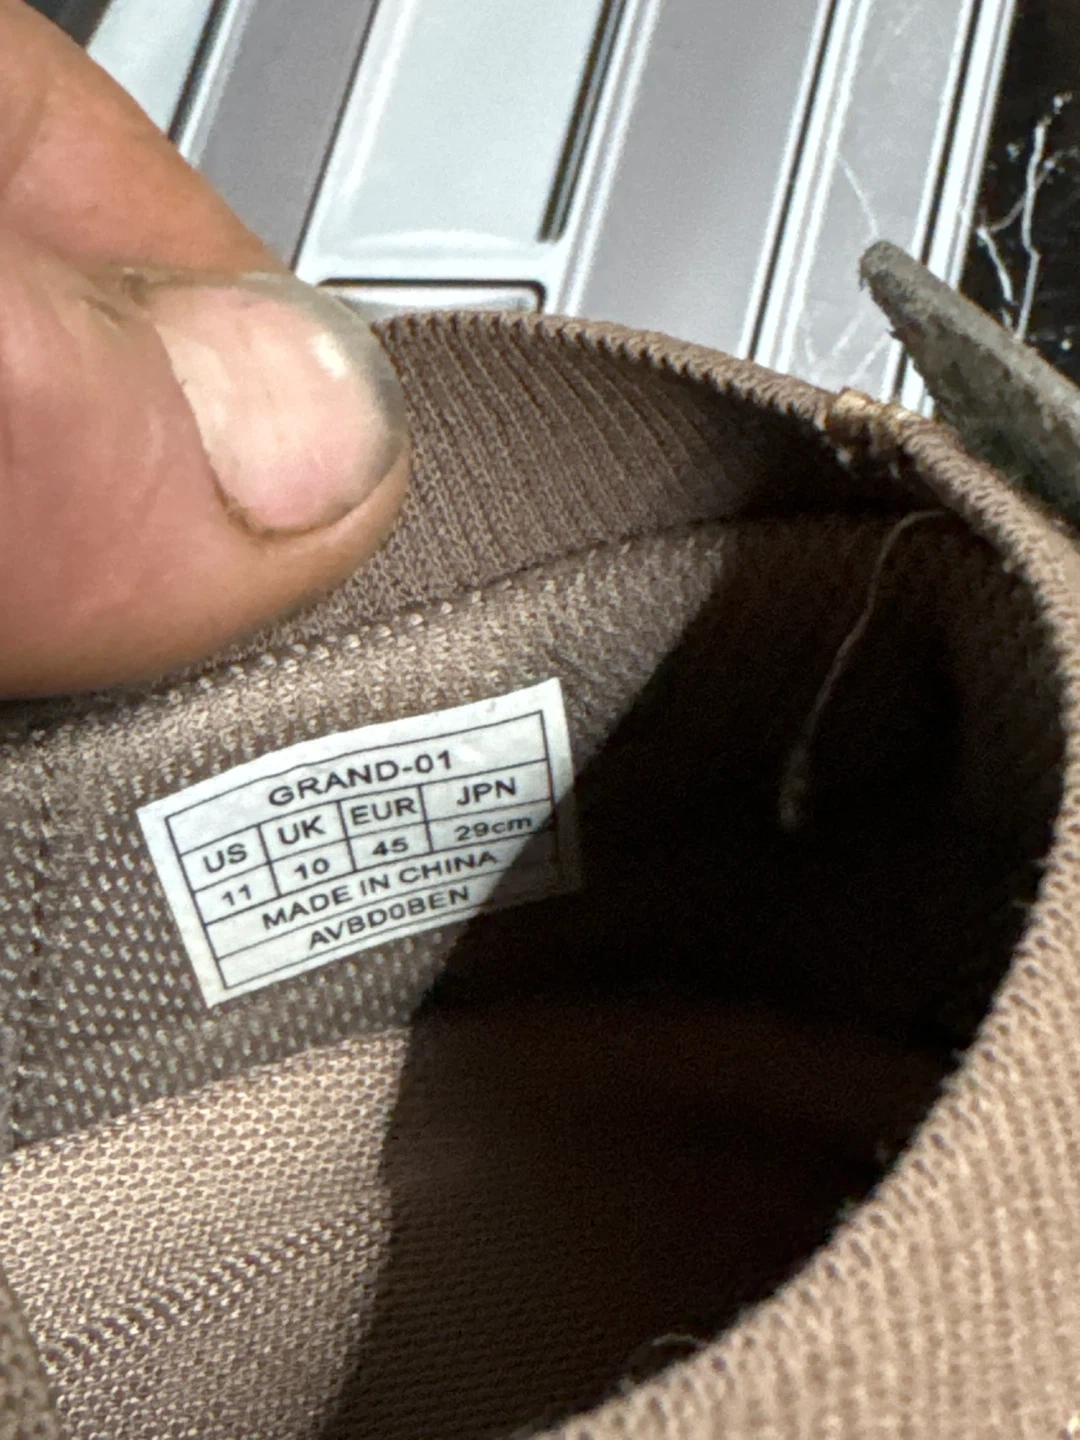 GRAND-01
US UK EUR JPN
11 10 45 29cm
MADE IN CHINA
AVBD0BEN